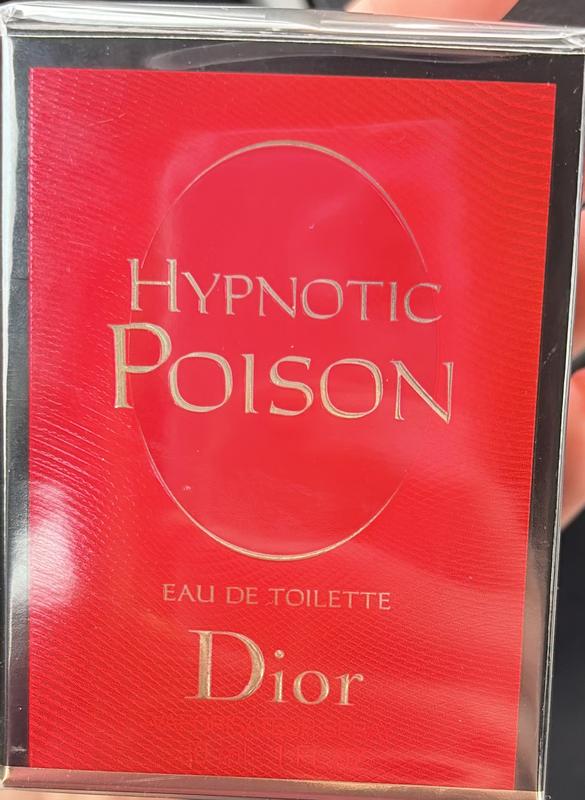 HYPNOTIC
POISON
EAU DE TOILETTE
Dior